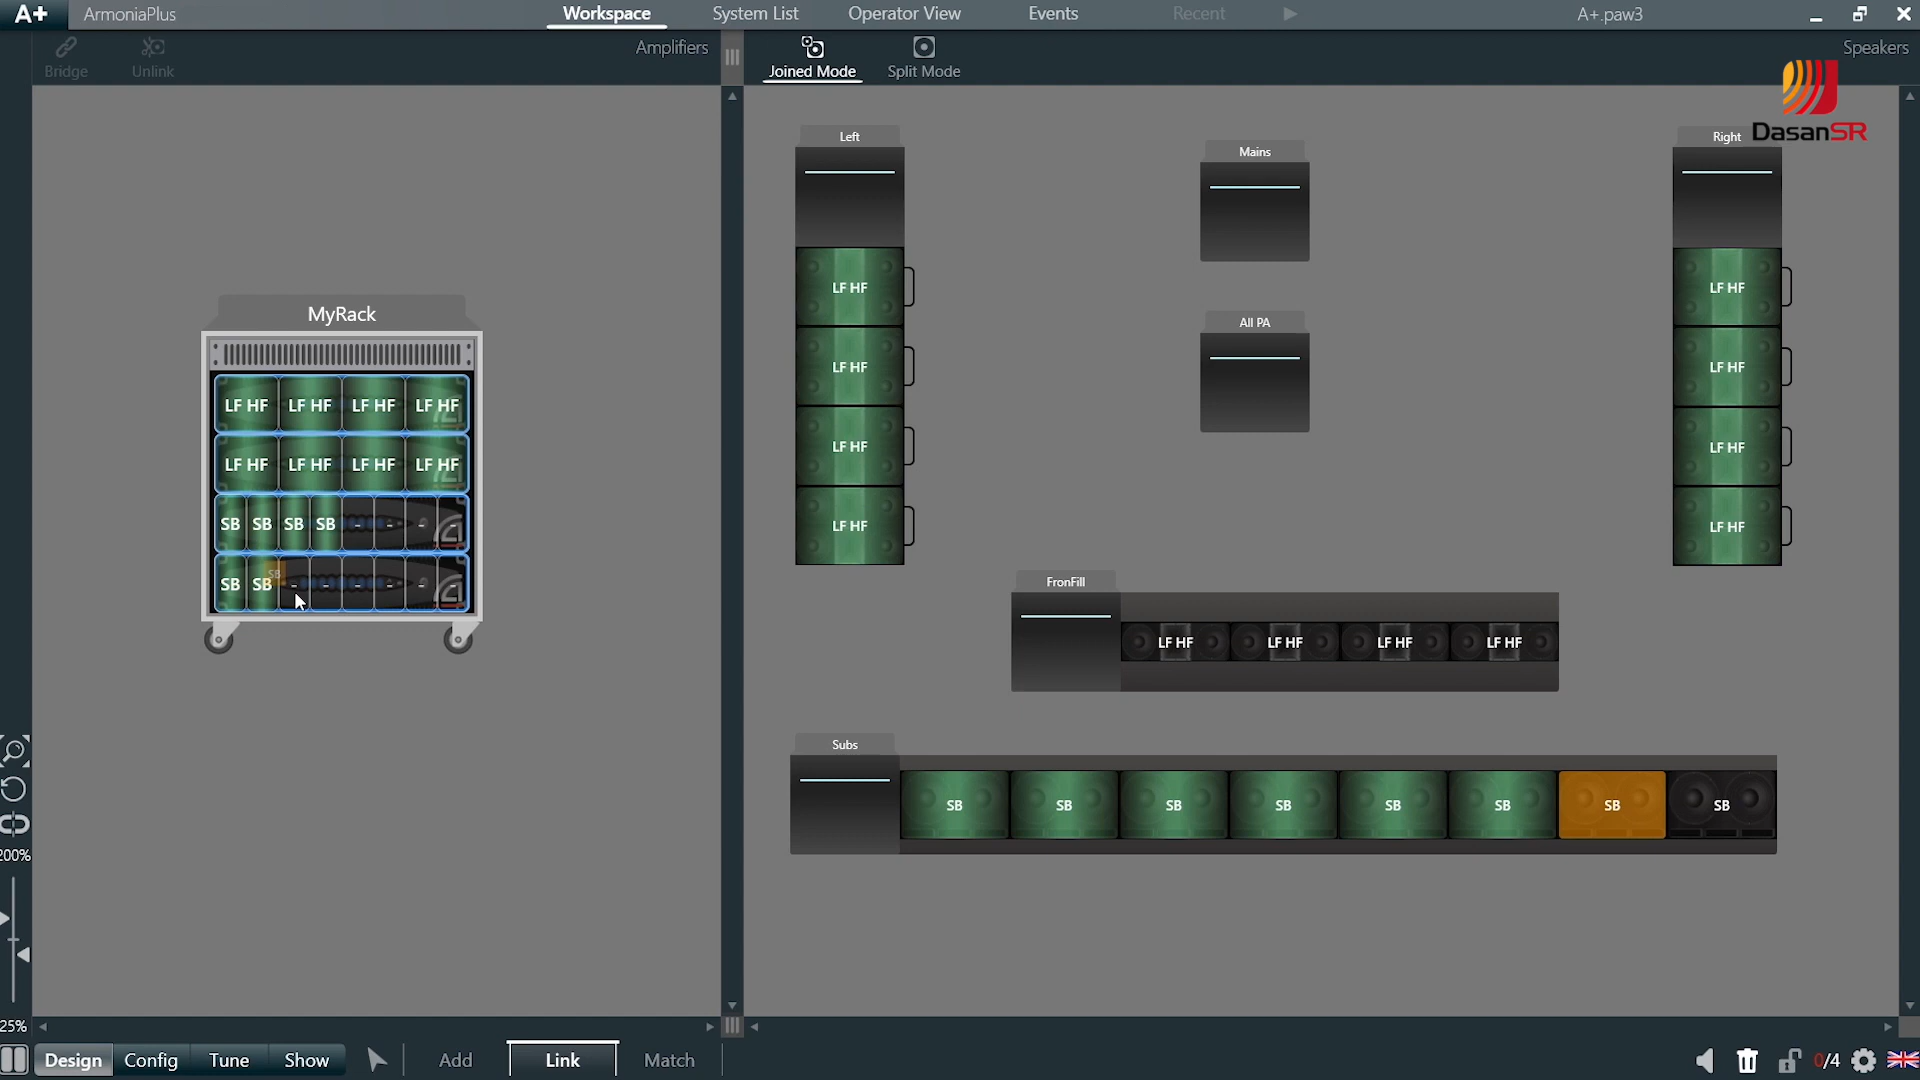 A+ ArmoniaPlus Workspace System List Operator View Events Recent A+.paw3
Bridge Unlink Amplifiers Joined Mode Split Mode Speakers
DasanSR
Left Mains Right
All PA
MyRack
LF HF LF HF LF HF LF HF
LF HF LF HF LF HF LF HF
SB SB SB SB - - - -
SB SB SB - - - - - -
LF HF LF HF
LF HF LF HF
LF HF LF HF
LF HF LF HF
FronFill
LF HF LF HF LF HF LF HF
Subs
SB SB SB SB SB SB SB SB
200%
25%
Design Config Tune Show Add Link Match 0/4